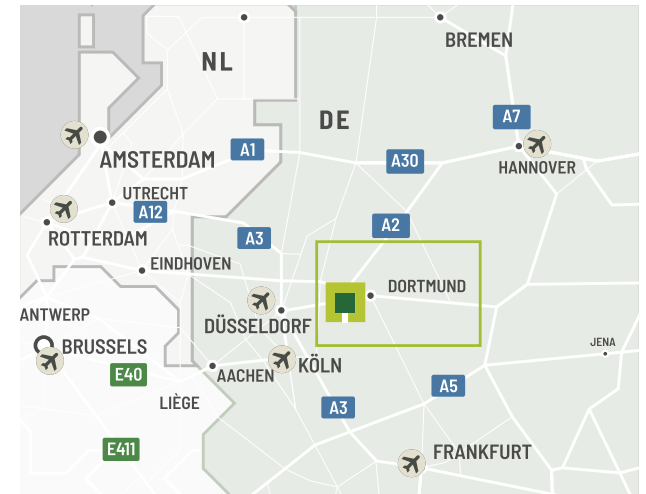 BREMEN
NL
A7
DE
A1
AMSTERDAM
A30
HANNOVER
UTRECHT
A12
A2
ROTTERDAM
A3
EINDHOVEN
DORTMUND
ANTWERP
DÜSSELDORF
BRUSSELS
JENA
KÖLN
E40
AACHEN
A5
LIÈGE
A3
E411
FRANKFURT